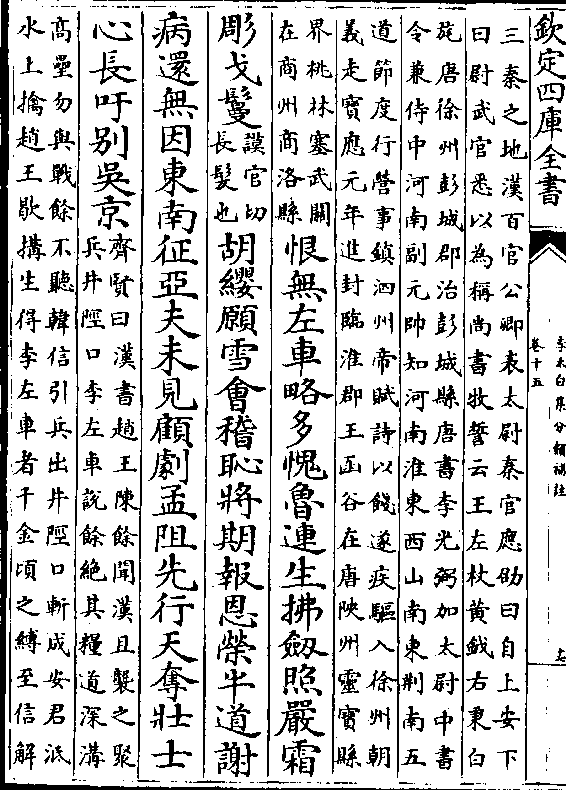 欽定四庫全書
李太白集分類補註
卷十五
三秦之地漢百官公卿表太尉秦官應劭曰自上安下
曰尉武官悉以為稱尚書牧誓云王左杖黃鉞右秉白
旄唐徐州彭城郡治彭城縣唐書李光弼加太尉中書
令兼侍中河南副元帥知河南淮東西山南東荆南五
道節度行營事鎮泗州帝賦詩以餞遂疾驅入徐州朝
義走寶應元年進封臨淮郡王函谷在唐陜州靈寶縣
界桃林塞武關
在商州商洛縣
恨無左車略多愧魯連生拂劒照嚴霜
彫戈鬘
謨官切
長髮也
胡纓願雪會稽恥將期報恩榮半道謝
病還無因東南征亞夫未見顧劇孟阻先行天奪壯士
心長吁别吳京
齊賢曰漢書趙王陳餘聞漢且襲之聚
兵井陘口李左車說餘絶其糧道深溝
高壘勿與戰餘不聽韓信引兵出井陘口斬成安君泜
水上擒趙王歇搆生得李左車者千金頃之縛至信解